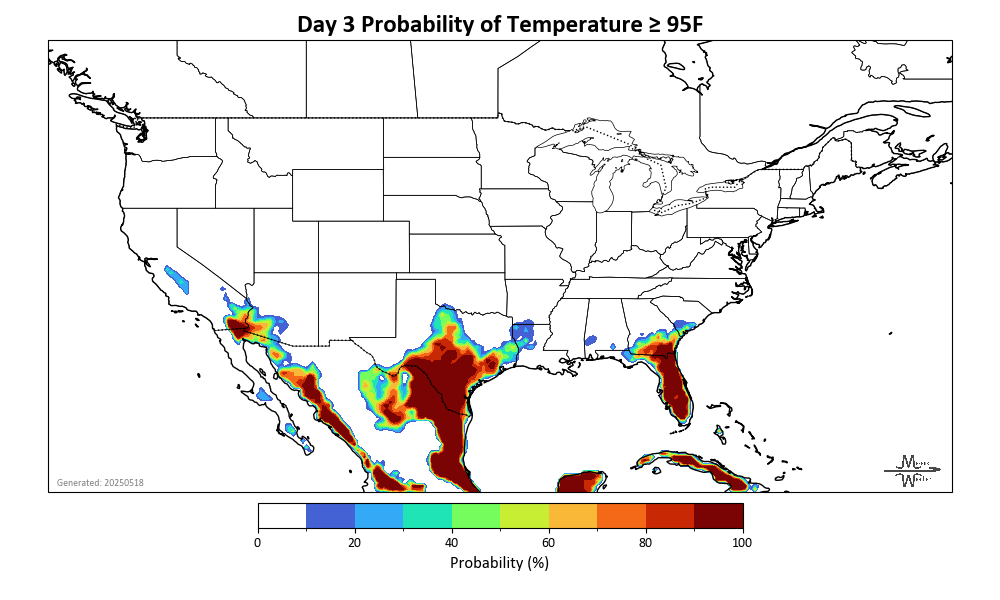 Day 3 Probability of Temperature ≥ 95F
Generated: 20250518
0 20 40 60 80 100
Probability (%)